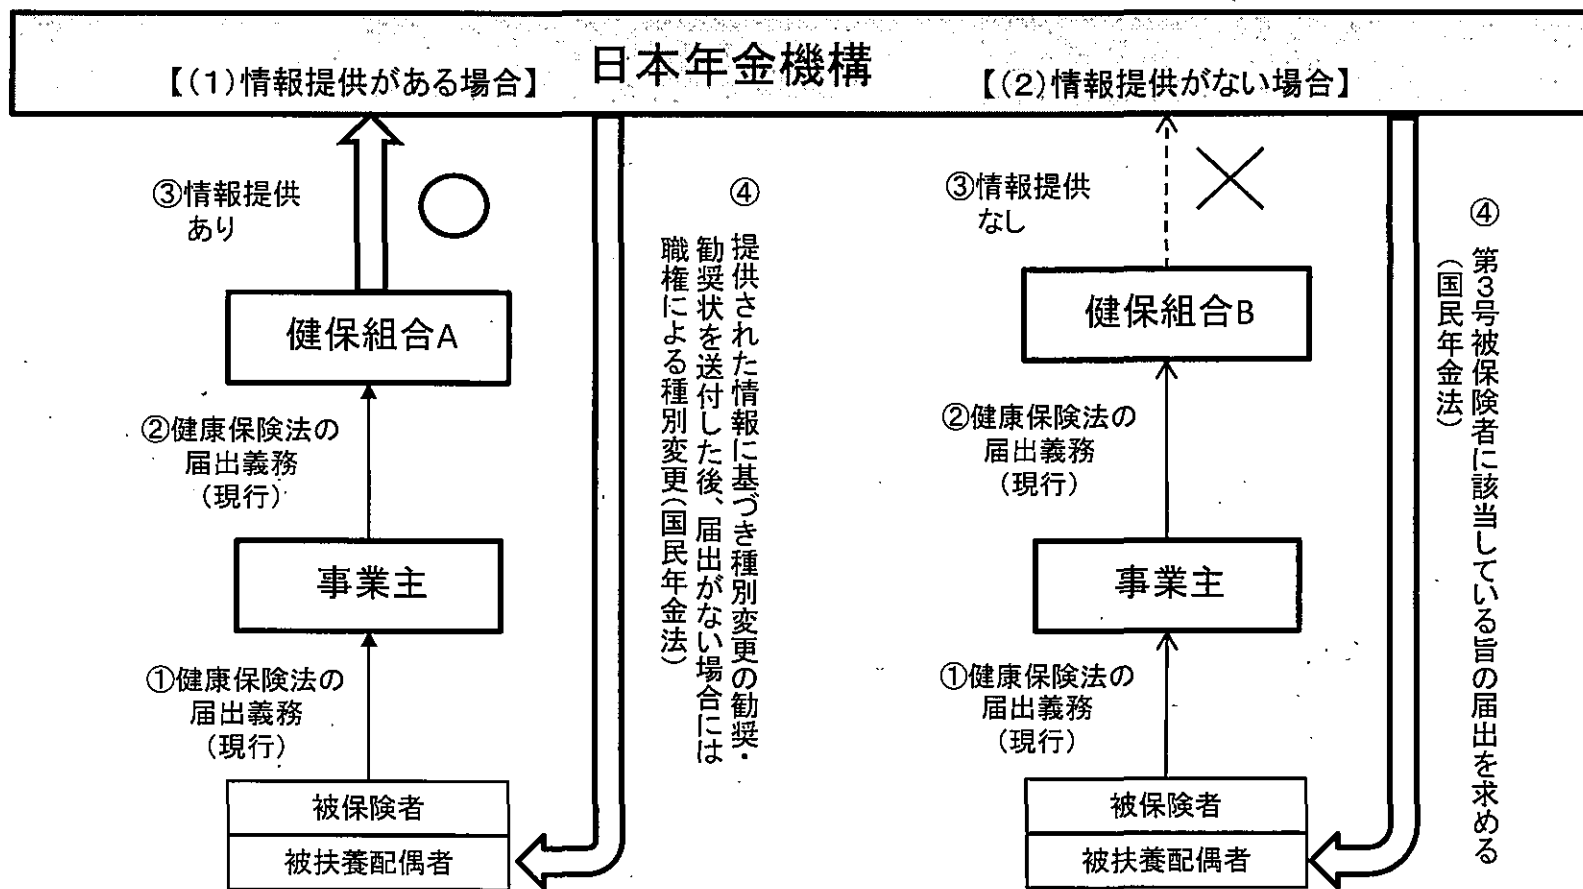 日本年金機構
【(1)情報提供がある場合】
③情報提供
あり
健保組合A
②健康保険法の
届出義務
(現行)
事業主
①健康保険法の
届出義務
(現行)
被保険者
被扶養配偶者
④ 提供された情報に基づき種別変更の勧奨・
勧奨状を送付した後、届出がない場合には
職権による種別変更(国民年金法)
【(2)情報提供がない場合】
③情報提供
なし
健保組合B
②健康保険法の
届出義務
(現行)
事業主
①健康保険法の
届出義務
(現行)
被保険者
被扶養配偶者
④ 第3号被保険者に該当している旨の届出を求める
(国民年金法)